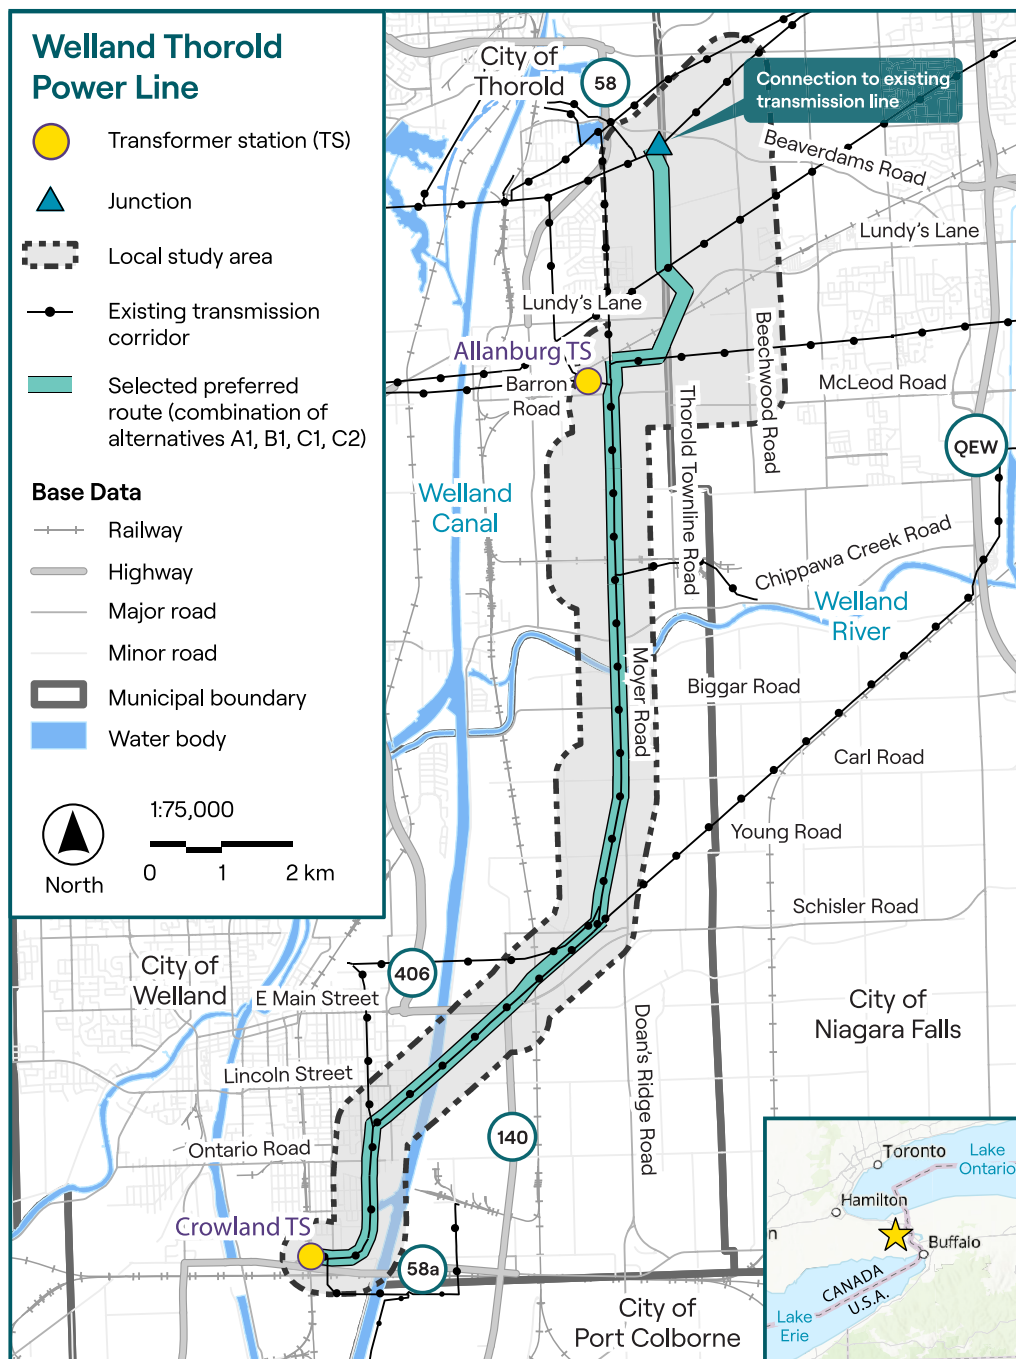 Welland Thorold
Power Line
Transformer station (TS)
Junction
Local study area
Existing transmission
corridor
Selected preferred
route (combination of
alternatives A1, B1, C1, C2)
Base Data
Railway
Highway
Major road
Minor road
Municipal boundary
Water body
1:75,000
North
0 1 2 km
City of
Thorold
58
Connection to existing
transmission line
Beaverdams Road
Lundy's Lane
Lundy's Lane
Allanburg TS
Barron
Road
Beechwood Road
McLeod Road
Thorold Townline Road
QEW
Welland
Canal
Chippawa Creek Road
Welland
River
Moyer Road
Biggar Road
Carl Road
Young Road
Schisler Road
406
City of
Welland
E Main Street
City of
Niagara Falls
Doan's Ridge Road
Lincoln Street
Ontario Road
140
Crowland TS
58a
City of
Port Colborne
Toronto
Lake
Ontario
Hamilton
n
Buffalo
CANADA
U.S.A.
Lake
Erie